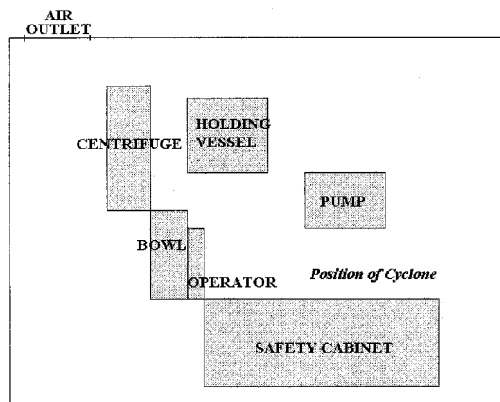 AIR
OUTLET
HOLDING
VESSEL
CENTRIFUGE
PUMP
BOWL
OPERATOR
Position of Cyclone
SAFETY CABINET